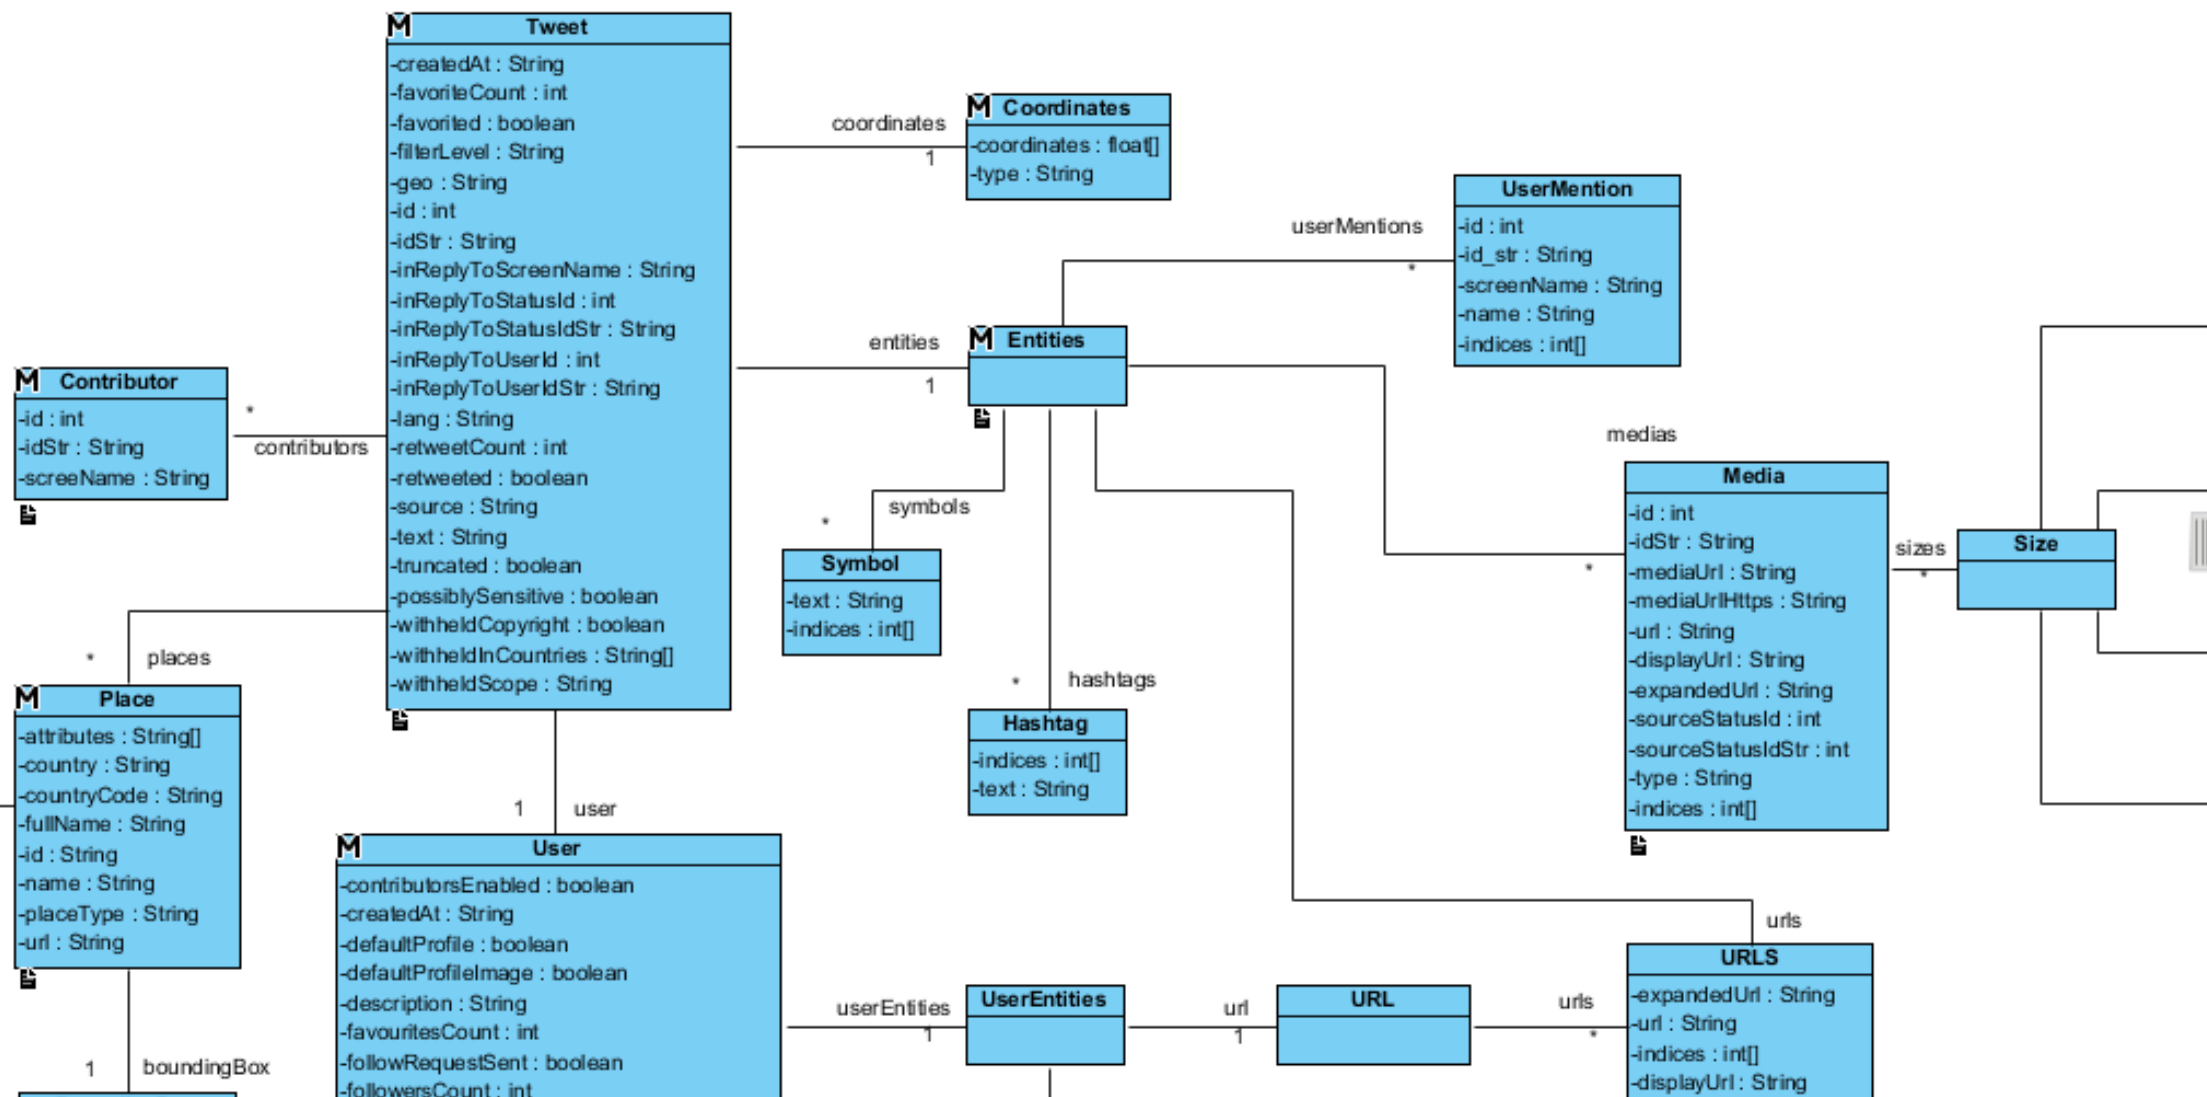 M Tweet
-createdAt : String
-favoriteCount : int
-favorited : boolean
-filterLevel : String
-geo : String
-id : int
-idStr : String
-inReplyToScreenName : String
-inReplyToStatusId : int
-inReplyToStatusIdStr : String
-inReplyToUserId : int
-inReplyToUserIdStr : String
-lang : String
-retweetCount : int
-retweeted : boolean
-source : String
-text : String
-truncated : boolean
-possiblySensitive : boolean
-withheldCopyright : boolean
-withheldInCountries : String[]
-withheldScope : String
coordinates
1
M Coordinates
-coordinates : float[]
-type : String
userMentions
*
UserMention
-id : int
-id_str : String
-screenName : String
-name : String
-indices : int[]
entities
1
M Entities
M Contributor
-id : int
-idStr : String
-screeName : String
*
contributors
symbols
*
Symbol
-text : String
-indices : int[]
* hashtags
Hashtag
-indices : int[]
-text : String
medias
*
Media
-id : int
-idStr : String
-mediaUrl : String
-mediaUrlHttps : String
-url : String
-displayUrl : String
-expandedUrl : String
-sourceStatusId : int
-sourceStatusIdStr : int
-type : String
-indices : int[]
sizes
*
Size
* places
M Place
-attributes : String[]
-country : String
-countryCode : String
-fullName : String
-id : String
-name : String
-placeType : String
-url : String
1 boundingBox
1 user
M User
-contributorsEnabled : boolean
-createdAt : String
-defaultProfile : boolean
-defaultProfileImage : boolean
-description : String
-favouritesCount : int
-followRequestSent : boolean
-followersCount : int
userEntities
1
UserEntities
url
1
URL
urls
*
urls
URLS
-expandedUrl : String
-url : String
-indices : int[]
-displayUrl : String